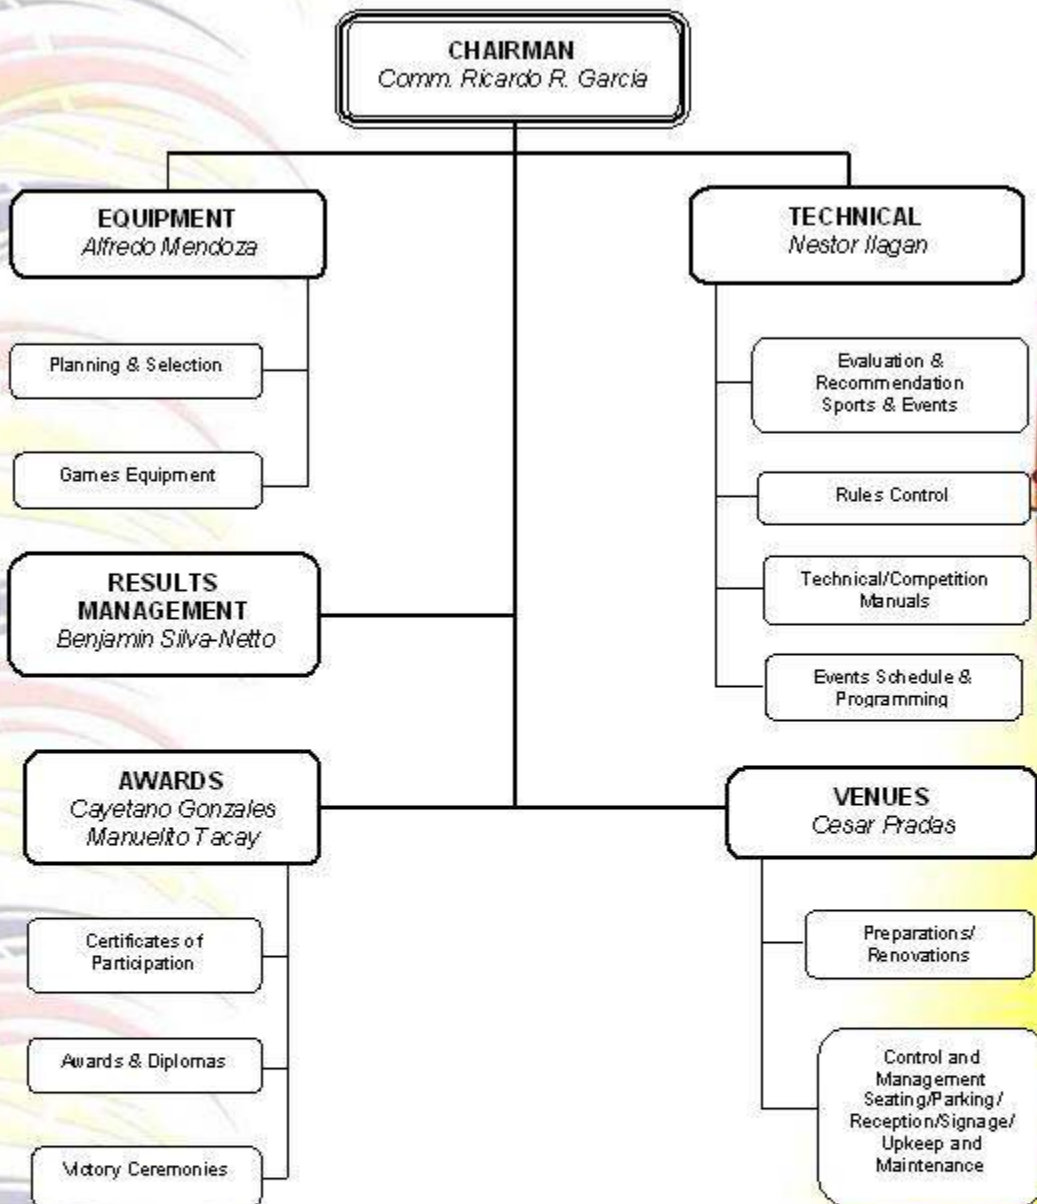 CHAIRMAN
Comm. Ricardo R. Garcia
EQUIPMENT
Alfredo Mendoza
Planning & Selection
Games Equipment
TECHNICAL
Nestor Ilagan
Evaluation &
Recommendation
Sports & Events
Rules Control
Technical/Competition
Manuals
Events Schedule &
Programming
RESULTS
MANAGEMENT
Benjamin Silva-Netto
AWARDS
Cayetano Gonzales
Manuelito Tacay
Certificates of
Participation
Awards & Diplomas
Victory Ceremonies
VENUES
Cesar Pradas
Preparations/
Renovations
Control and
Management
Seating/Parking/
Reception/Signage/
Upkeep and
Maintenance